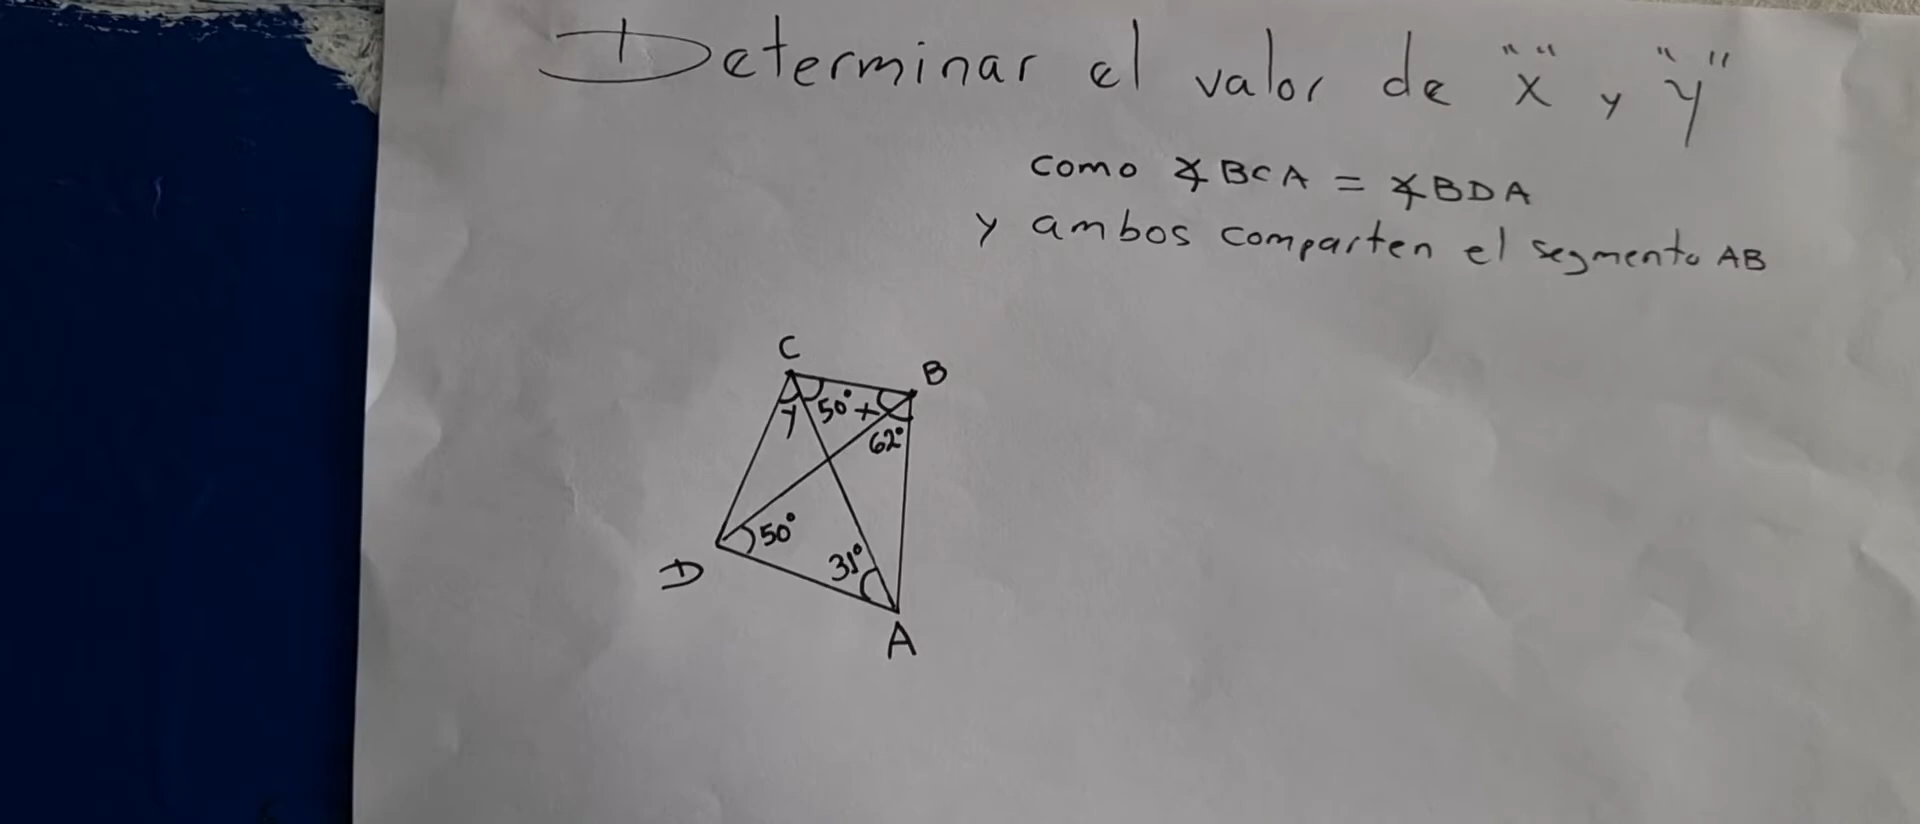 Determinar el valor de "x" y "y"
como ∡BCA = ∡BDA
y ambos comparten el segmento AB
C
B
y 50° x
62°
50°
31°
D
A